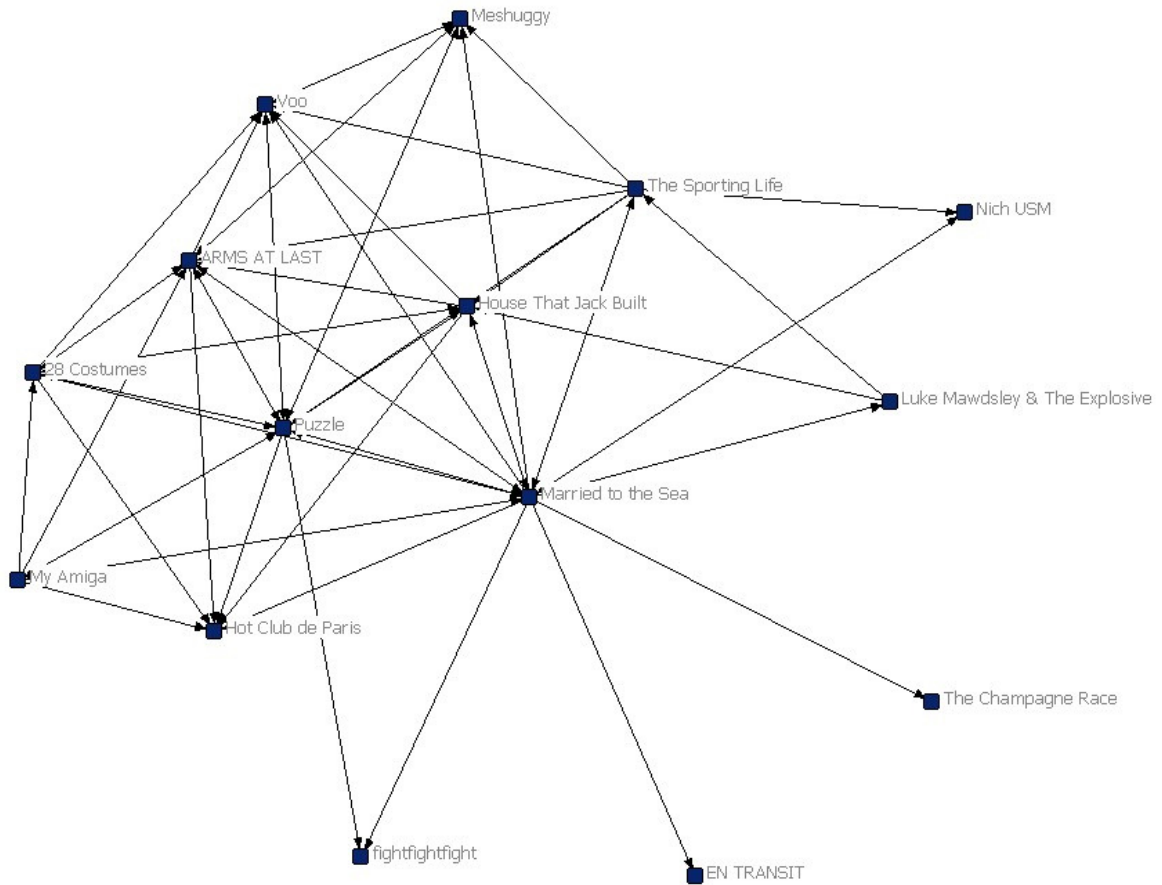 Meshuggy
Voo
The Sporting Life
Nich USM
ARMS AT LAST
House That Jack Built
28 Costumes
Luke Mawdsley & The Explosive
Puzzle
Married to the Sea
My Amiga
Hot Club de Paris
The Champagne Race
fightfightfight
EN TRANSIT